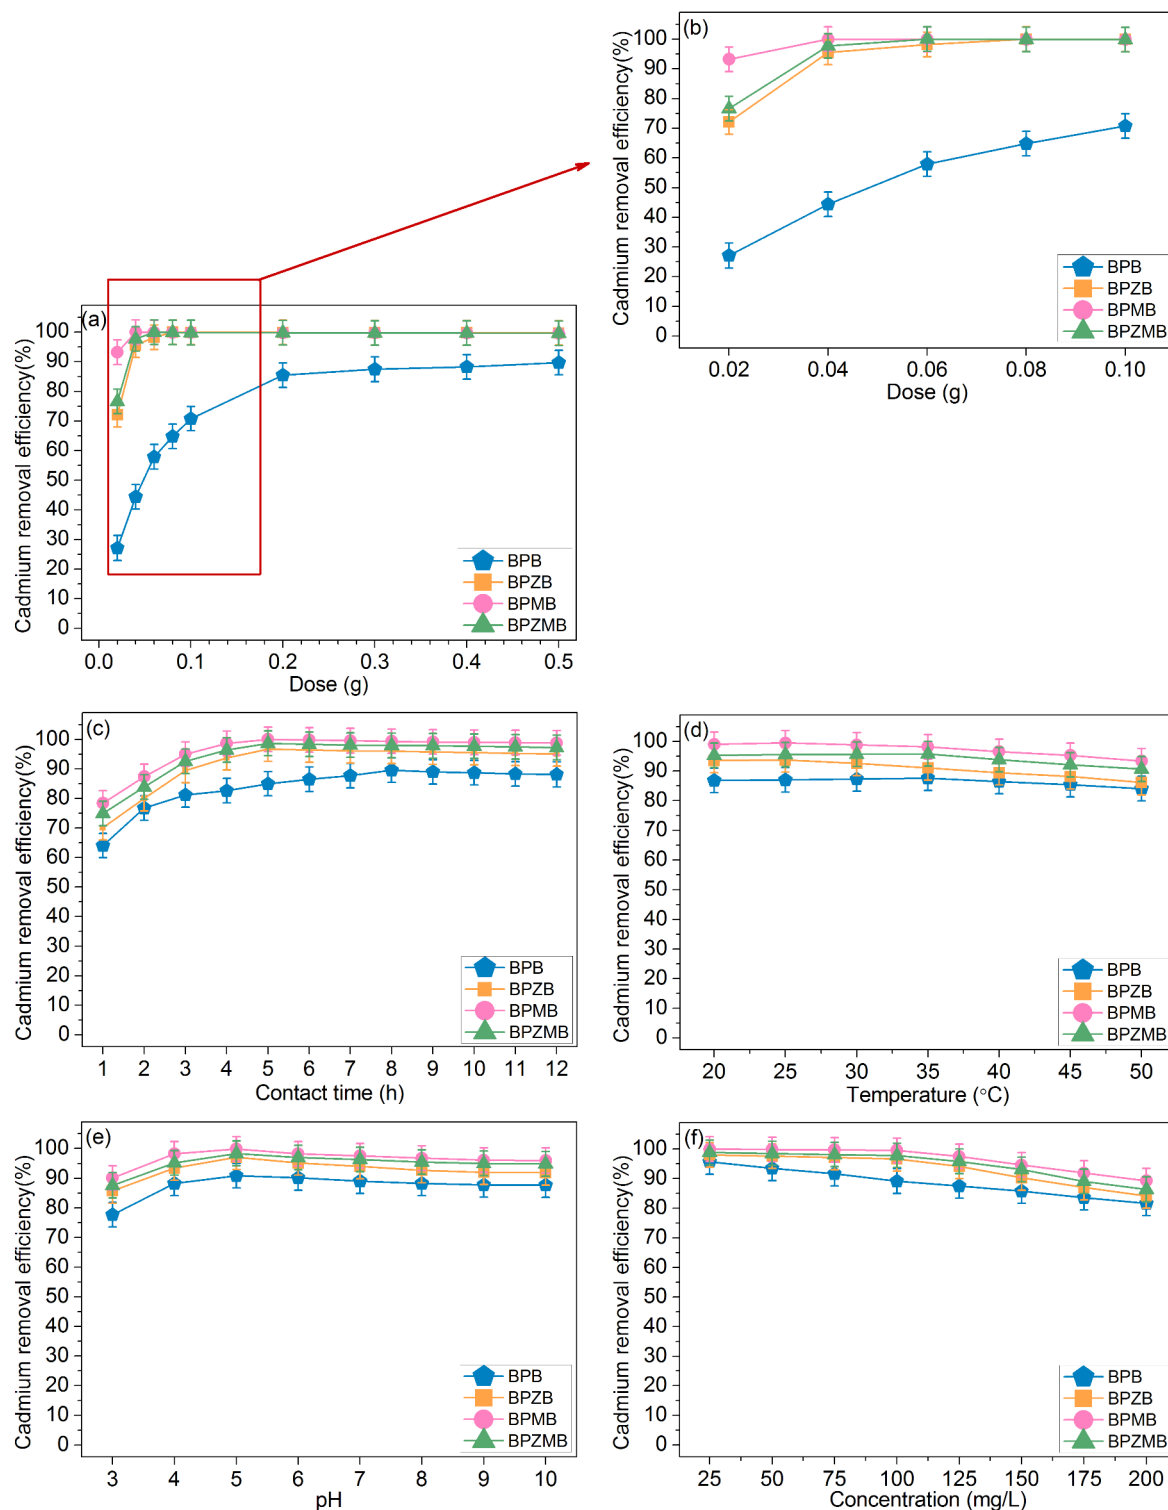 (b)
Cadmium removal efficiency(%)
100
90
80
70
60
50
40
30
20
10
0
0.02 0.04 0.06 0.08 0.10
Dose (g)
BPB
BPZB
BPMB
BPZMB
(a)
Cadmium removal efficiency(%)
100
90
80
70
60
50
40
30
20
10
0
0.0 0.1 0.2 0.3 0.4 0.5
Dose (g)
BPB
BPZB
BPMB
BPZMB
(c)
Cadmium removal efficiency(%)
100
90
80
70
60
50
40
30
20
10
0
1 2 3 4 5 6 7 8 9 10 11 12
Contact time (h)
BPB
BPZB
BPMB
BPZMB
(d)
Cadmium removal efficiency(%)
100
90
80
70
60
50
40
30
20
10
0
20 25 30 35 40 45 50
Temperature (°C)
BPB
BPZB
BPMB
BPZMB
(e)
Cadmium removal efficiency(%)
100
90
80
70
60
50
40
30
20
10
0
3 4 5 6 7 8 9 10
pH
BPB
BPZB
BPMB
BPZMB
(f)
Cadmium removal efficiency(%)
100
90
80
70
60
50
40
30
20
10
0
25 50 75 100 125 150 175 200
Concentration (mg/L)
BPB
BPZB
BPMB
BPZMB